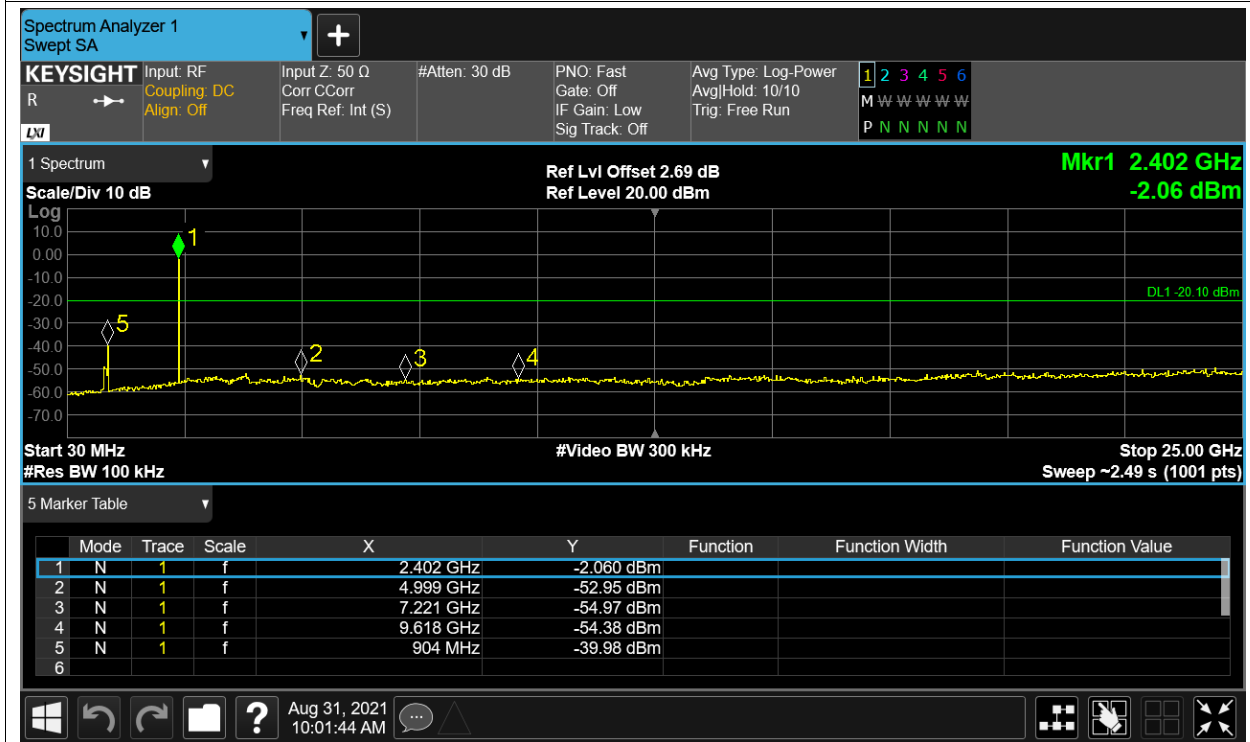 Spectrum Analyzer 1
Swept SA
+
KEYSIGHT Input: RF Input Z: 50 Ω #Atten: 30 dB PNO: Fast Avg Type: Log-Power 1 2 3 4 5 6
R Coupling: DC Corr CCorr Gate: Off Avg|Hold: 10/10 M W W W W W
Align: Off Freq Ref: Int (S) IF Gain: Low Trig: Free Run
LXI Sig Track: Off P N N N N N
1 Spectrum Ref Lvl Offset 2.69 dB Mkr1 2.402 GHz
Scale/Div 10 dB Ref Level 20.00 dBm -2.06 dBm
Log
10.0 1
0.00
-10.0
-20.0 DL1 -20.10 dBm
-30.0 5
-40.0 2 3 4
-50.0
-60.0
-70.0
Start 30 MHz #Video BW 300 kHz Stop 25.00 GHz
#Res BW 100 kHz Sweep ~2.49 s (1001 pts)
5 Marker Table
Mode Trace Scale X Y Function Function Width Function Value
1 N 1 f 2.402 GHz -2.060 dBm
2 N 1 f 4.999 GHz -52.95 dBm
3 N 1 f 7.221 GHz -54.97 dBm
4 N 1 f 9.618 GHz -54.38 dBm
5 N 1 f 904 MHz -39.98 dBm
6
? Aug 31, 2021
10:01:44 AM